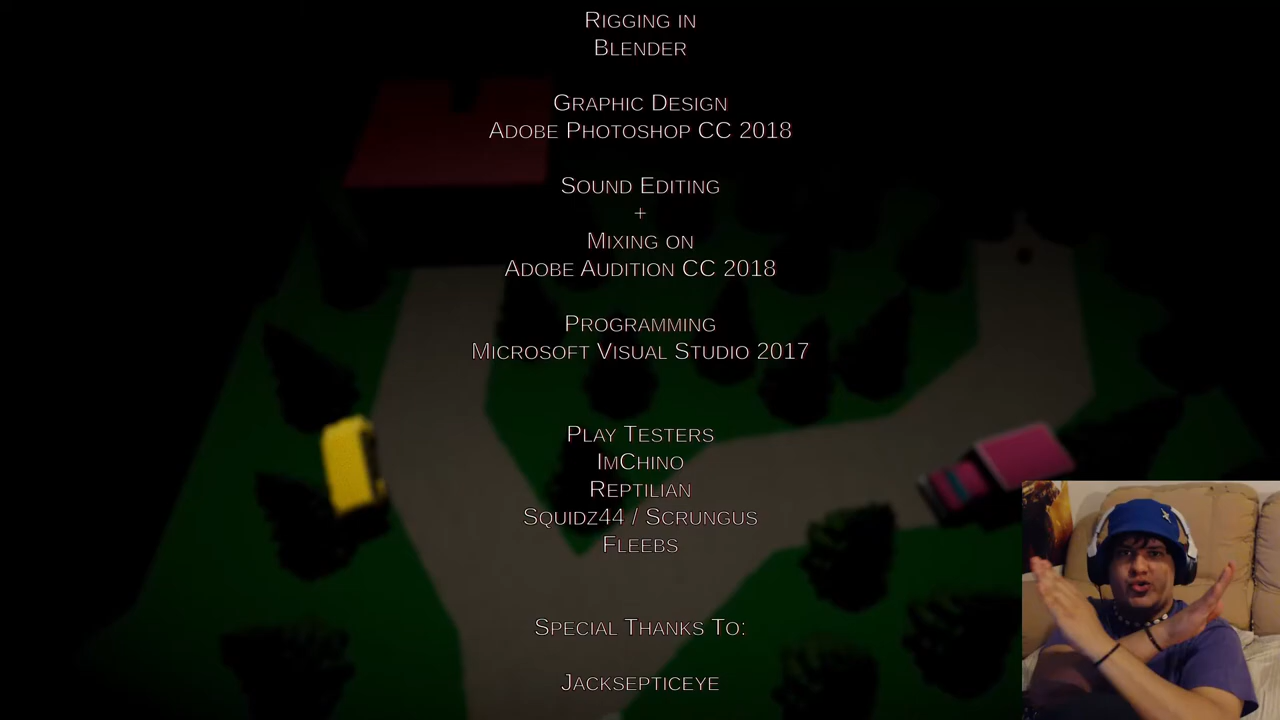 Rigging in
Blender
Graphic Design
Adobe Photoshop CC 2018
Sound Editing
+
Mixing on
Adobe Audition CC 2018
Programming
Microsoft Visual Studio 2017
Play Testers
ImChino
Reptilian
Squidz44 / Scrungus
Fleebs
Special Thanks To:
Jacksepticeye